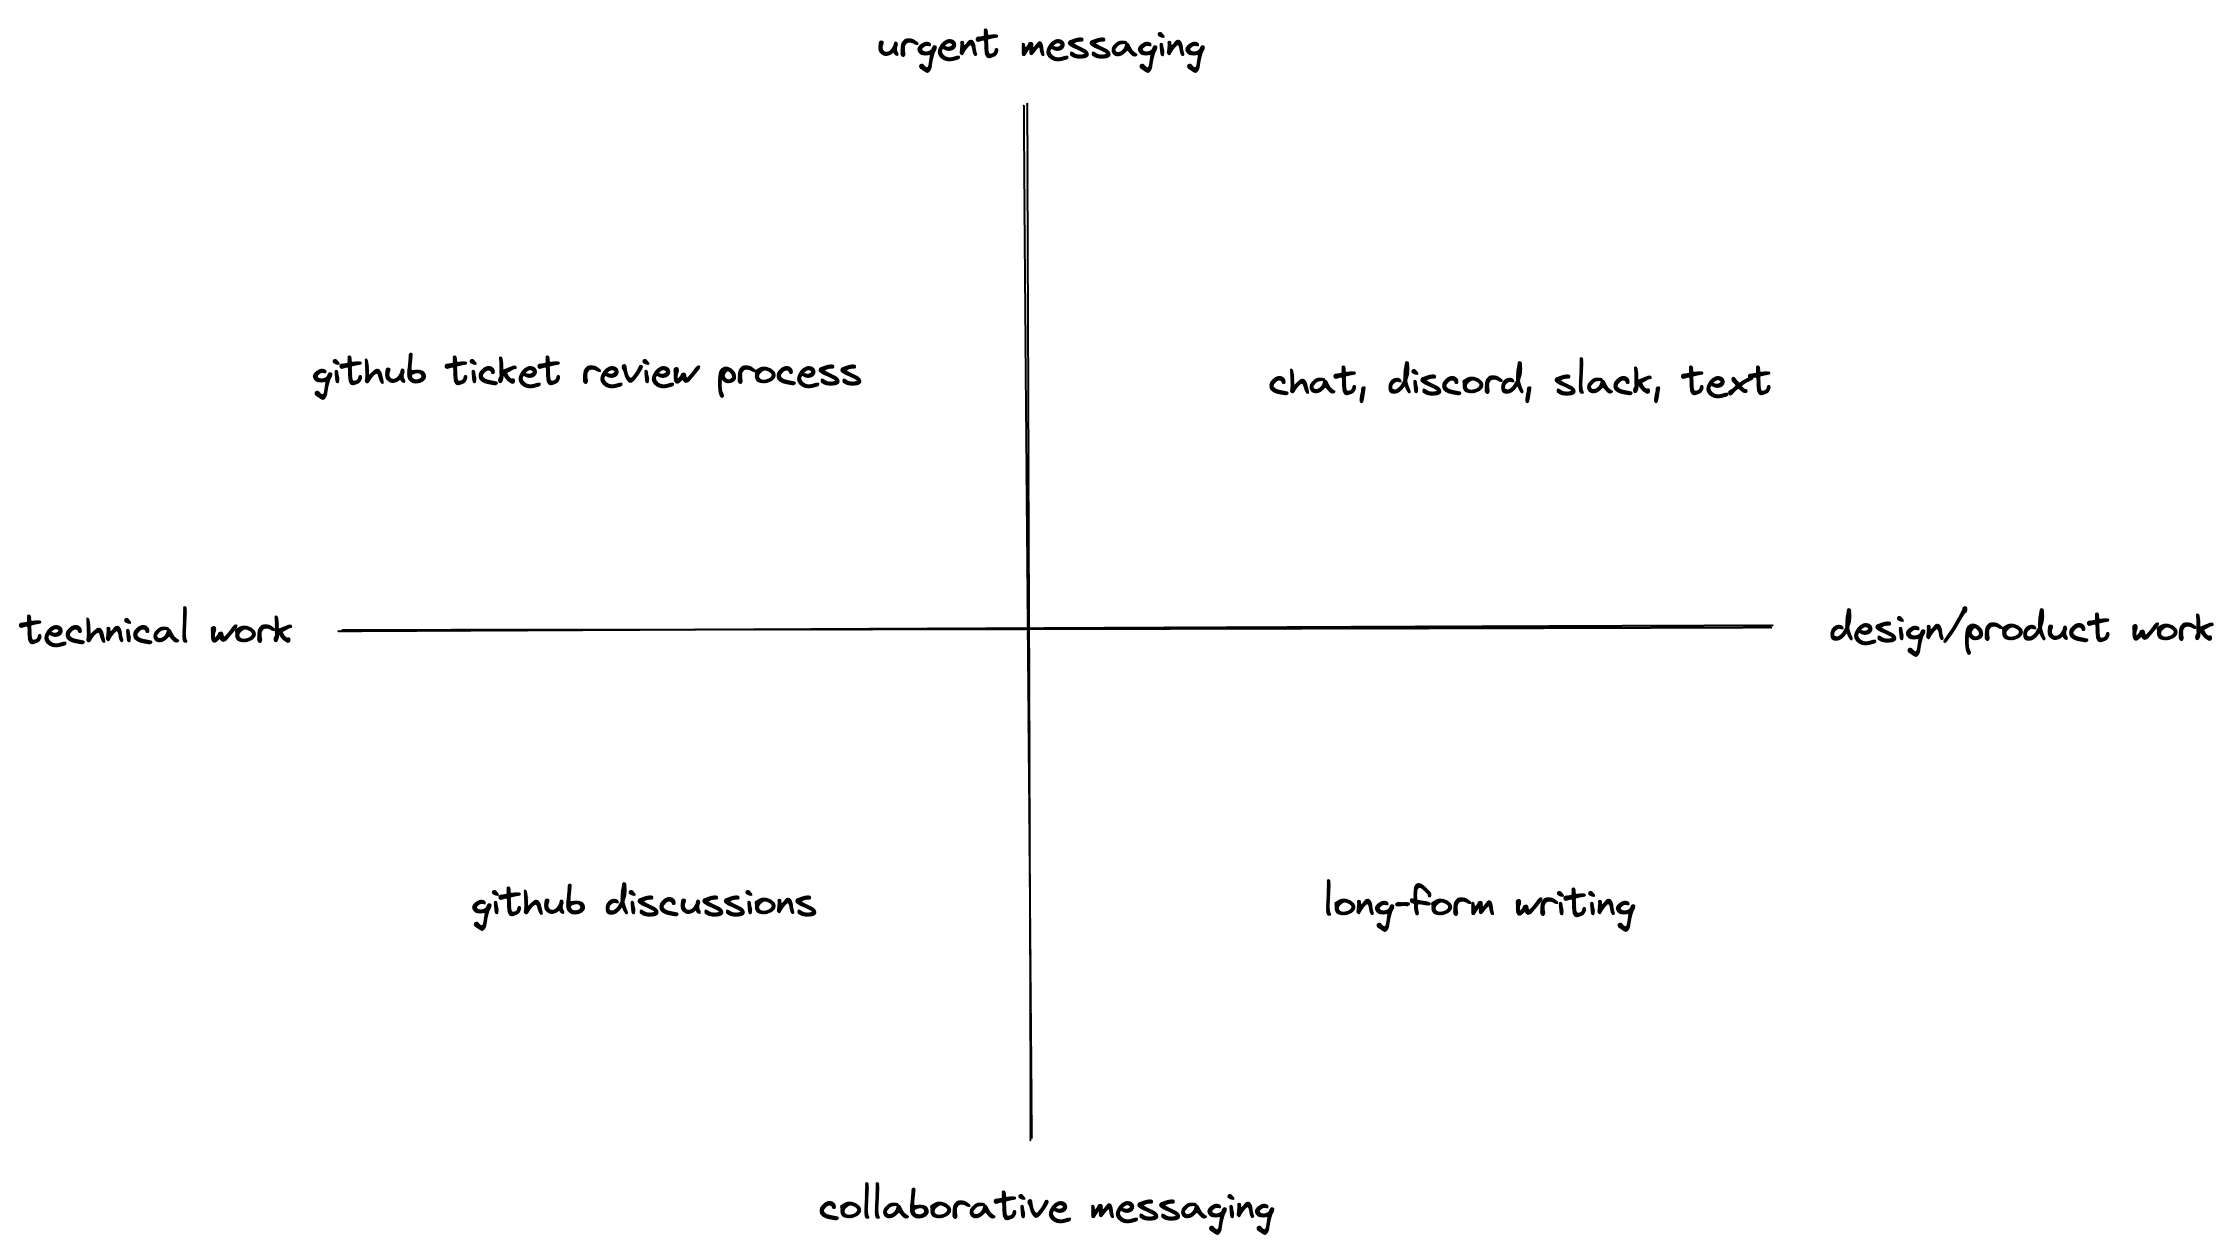 urgent messaging
github ticket review process
chat, discord, slack, text
technical work
design/product work
github discussions
long-form writing
collaborative messaging